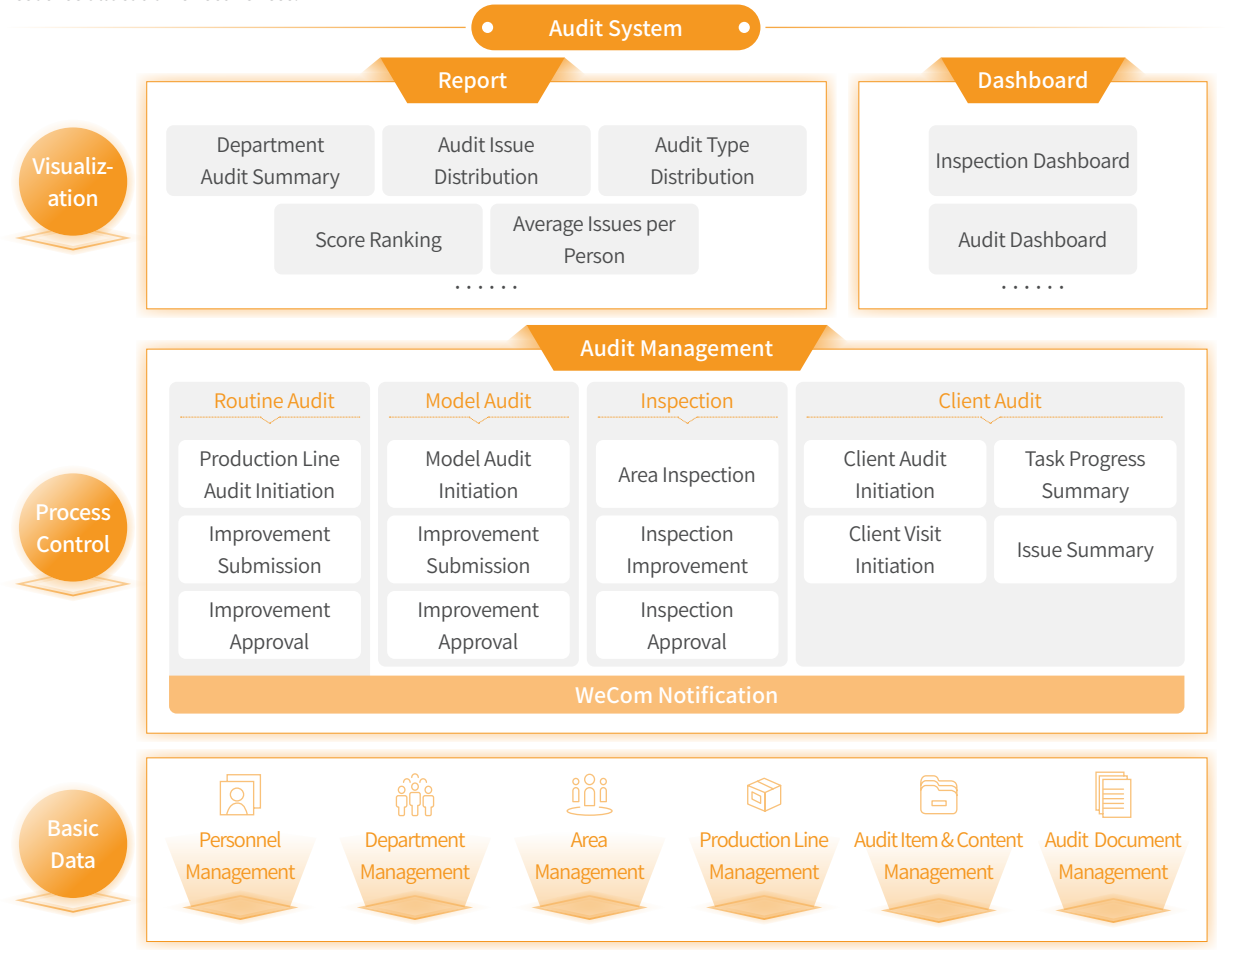 Audit System
Report
Dashboard
Visualiz-
ation
Department
Audit Summary
Audit Issue
Distribution
Audit Type
Distribution
Score Ranking
Average Issues per
Person
......
Inspection Dashboard
Audit Dashboard
......
Audit Management
Process
Control
Routine Audit
Production Line
Audit Initiation
Improvement
Submission
Improvement
Approval
Model Audit
Model Audit
Initiation
Improvement
Submission
Improvement
Approval
Inspection
Area Inspection
Inspection
Improvement
Inspection
Approval
Client Audit
Client Audit
Initiation
Task Progress
Summary
Client Visit
Initiation
Issue Summary
WeCom Notification
Basic
Data
Personnel
Management
Department
Management
Area
Management
Production Line
Management
Audit Item & Content
Management
Audit Document
Management